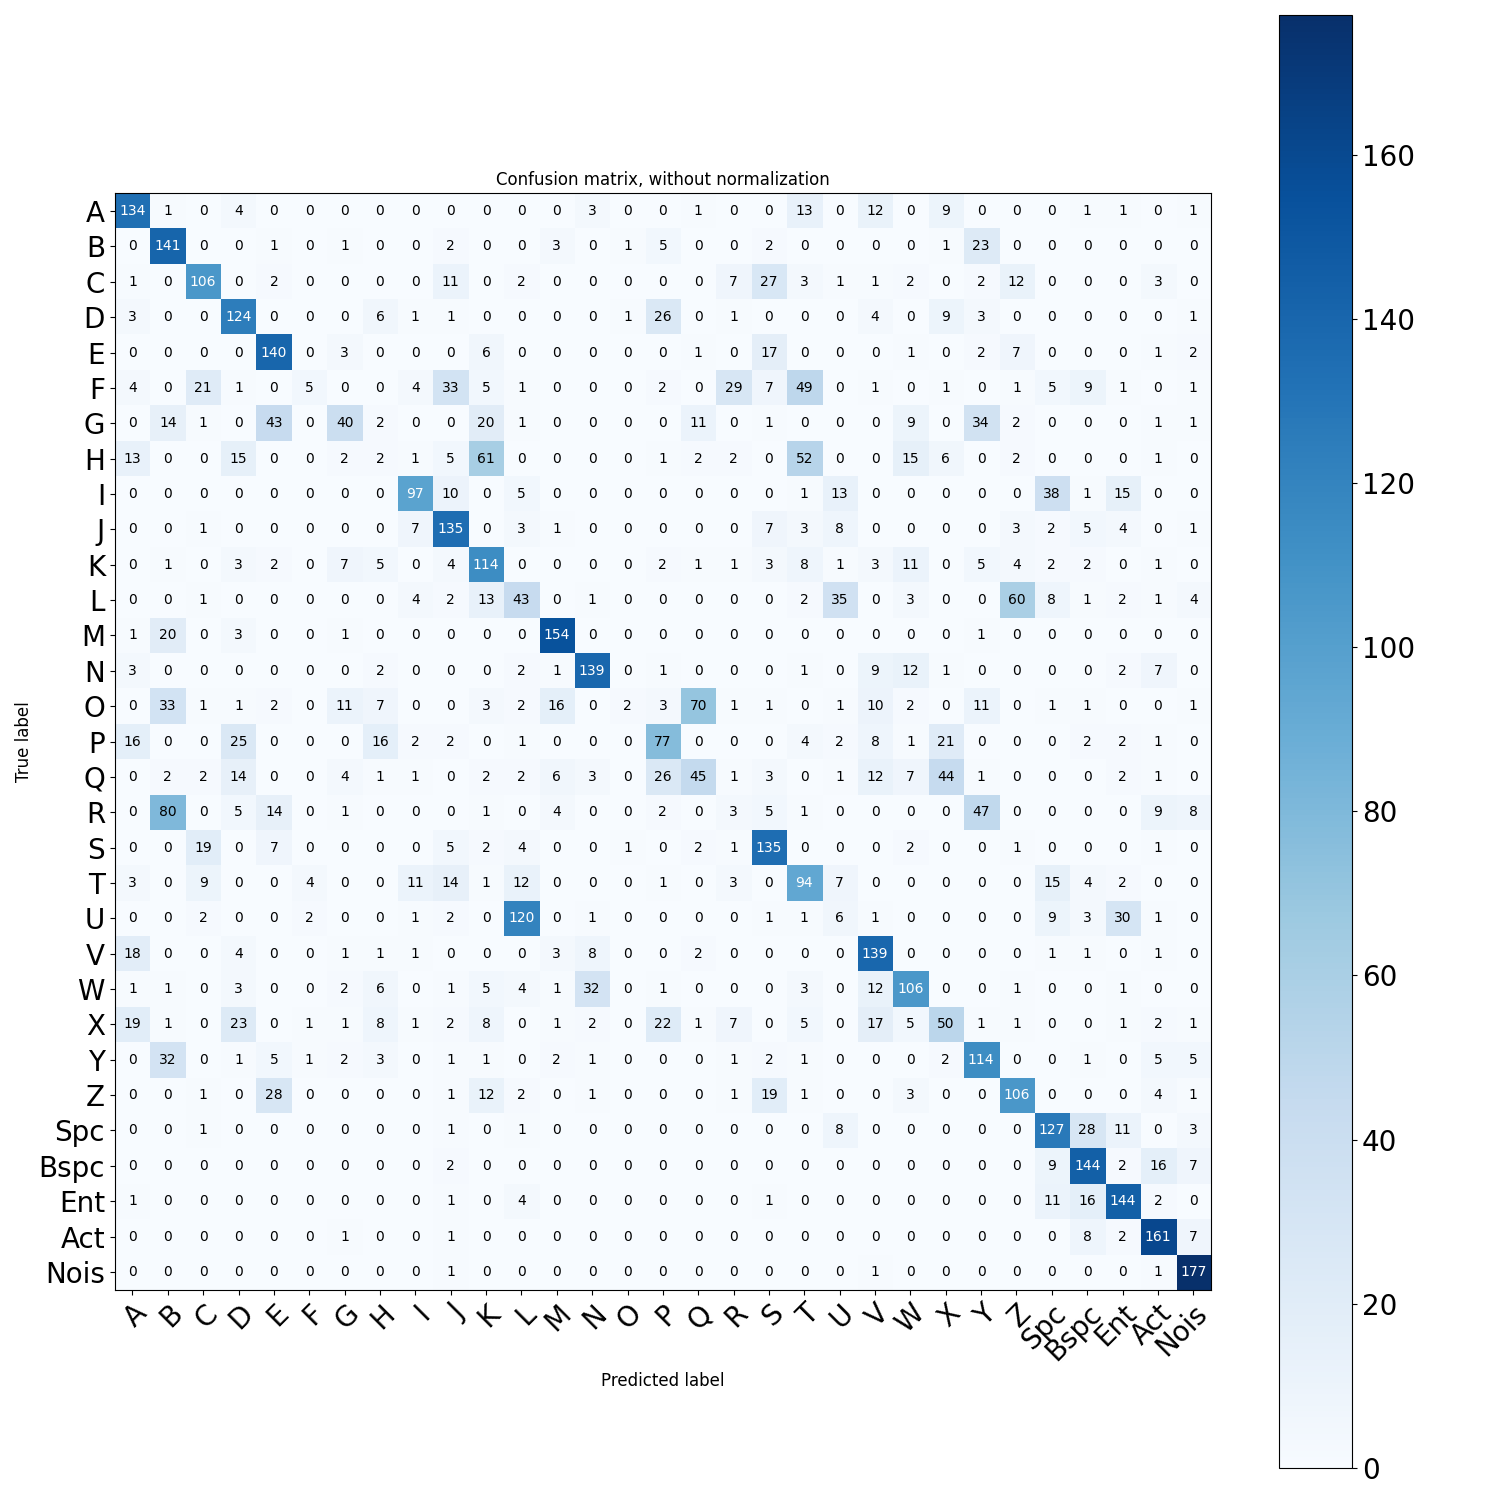 Confusion matrix, without normalization
A 134 1 0 4 0 0 0 0 0 0 0 0 0 3 0 0 1 0 0 13 0 12 0 9 0 0 0 1 1 0 1
B 0 141 0 0 1 0 1 0 0 2 0 0 3 0 1 5 0 0 2 0 0 0 0 1 23 0 0 0 0 0 0
C 1 0 106 0 2 0 0 0 0 11 0 2 0 0 0 0 0 7 27 3 1 1 2 0 2 12 0 0 0 3 0
D 3 0 0 124 0 0 0 6 1 1 0 0 0 0 1 26 0 1 0 0 0 4 0 9 3 0 0 0 0 0 1
E 0 0 0 0 140 0 3 0 0 0 6 0 0 0 0 0 1 0 17 0 0 0 1 0 2 7 0 0 0 1 2
F 4 0 21 1 0 5 0 0 4 33 5 1 0 0 0 2 0 29 7 49 0 1 0 1 0 1 5 9 1 0 1
G 0 14 1 0 43 0 40 2 0 0 20 1 0 0 0 0 11 0 1 0 0 0 9 0 34 2 0 0 0 1 1
H 13 0 0 15 0 0 2 2 1 5 61 0 0 0 0 1 2 2 0 52 0 0 15 6 0 2 0 0 0 1 0
I 0 0 0 0 0 0 0 0 97 10 0 5 0 0 0 0 0 0 0 1 13 0 0 0 0 0 38 1 15 0 0
J 0 0 1 0 0 0 0 0 7 135 0 3 1 0 0 0 0 0 7 3 8 0 0 0 0 3 2 5 4 0 1
K 0 1 0 3 2 0 7 5 0 4 114 0 0 0 0 2 1 1 3 8 1 3 11 0 5 4 2 2 0 1 0
L 0 0 1 0 0 0 0 0 4 2 13 43 0 1 0 0 0 0 0 2 35 0 3 0 0 60 8 1 2 1 4
M 1 20 0 3 0 0 1 0 0 0 0 0 154 0 0 0 0 0 0 0 0 0 0 0 1 0 0 0 0 0 0
N 3 0 0 0 0 0 0 2 0 0 0 2 1 139 0 1 0 0 0 1 0 9 12 1 0 0 0 0 2 7 0
O 0 33 1 1 2 0 11 7 0 0 3 2 16 0 2 3 70 1 1 0 1 10 2 0 11 0 1 1 0 0 1
P 16 0 0 25 0 0 0 16 2 2 0 1 0 0 0 77 0 0 0 4 2 8 1 21 0 0 0 2 2 1 0
Q 0 2 2 14 0 0 4 1 1 0 2 2 6 3 0 26 45 1 3 0 1 12 7 44 1 0 0 0 2 1 0
R 0 80 0 5 14 0 1 0 0 0 1 0 4 0 0 2 0 3 5 1 0 0 0 0 47 0 0 0 0 9 8
S 0 0 19 0 7 0 0 0 0 5 2 4 0 0 1 0 2 1 135 0 0 0 2 0 0 1 0 0 0 1 0
T 3 0 9 0 0 4 0 0 11 14 1 12 0 0 0 1 0 3 0 94 7 0 0 0 0 0 15 4 2 0 0
U 0 0 2 0 0 2 0 0 1 2 0 120 0 1 0 0 0 0 1 1 6 1 0 0 0 0 9 3 30 1 0
V 18 0 0 4 0 0 1 1 1 0 0 0 3 8 0 0 2 0 0 0 0 139 0 0 0 0 1 1 0 1 0
W 1 1 0 3 0 0 2 6 0 1 5 4 1 32 0 1 0 0 0 3 0 12 106 0 0 1 0 0 1 0 0
X 19 1 0 23 0 1 1 8 1 2 8 0 1 2 0 22 1 7 0 5 0 17 5 50 1 1 0 0 1 2 1
Y 0 32 0 1 5 1 2 3 0 1 1 0 2 1 0 0 0 1 2 1 0 0 0 2 114 0 0 1 0 5 5
Z 0 0 1 0 28 0 0 0 0 1 12 2 0 1 0 0 0 1 19 1 0 0 3 0 0 106 0 0 0 4 1
Spc 0 0 1 0 0 0 0 0 0 1 0 1 0 0 0 0 0 0 0 0 8 0 0 0 0 0 127 28 11 0 3
Bspc 0 0 0 0 0 0 0 0 0 2 0 0 0 0 0 0 0 0 0 0 0 0 0 0 0 0 9 144 2 16 7
Ent 1 0 0 0 0 0 0 0 0 1 0 4 0 0 0 0 0 0 1 0 0 0 0 0 0 0 11 16 144 2 0
Act 0 0 0 0 0 0 1 0 0 1 0 0 0 0 0 0 0 0 0 0 0 0 0 0 0 0 0 8 2 161 7
Nois 0 0 0 0 0 0 0 0 0 1 0 0 0 0 0 0 0 0 0 0 0 1 0 0 0 0 0 0 0 1 177
A B C D E F G H I J K L M N O P Q R S T U V W X Y Z Spc Bspc Ent Act Nois
Predicted label
True label
160
140
120
100
80
60
40
20
0